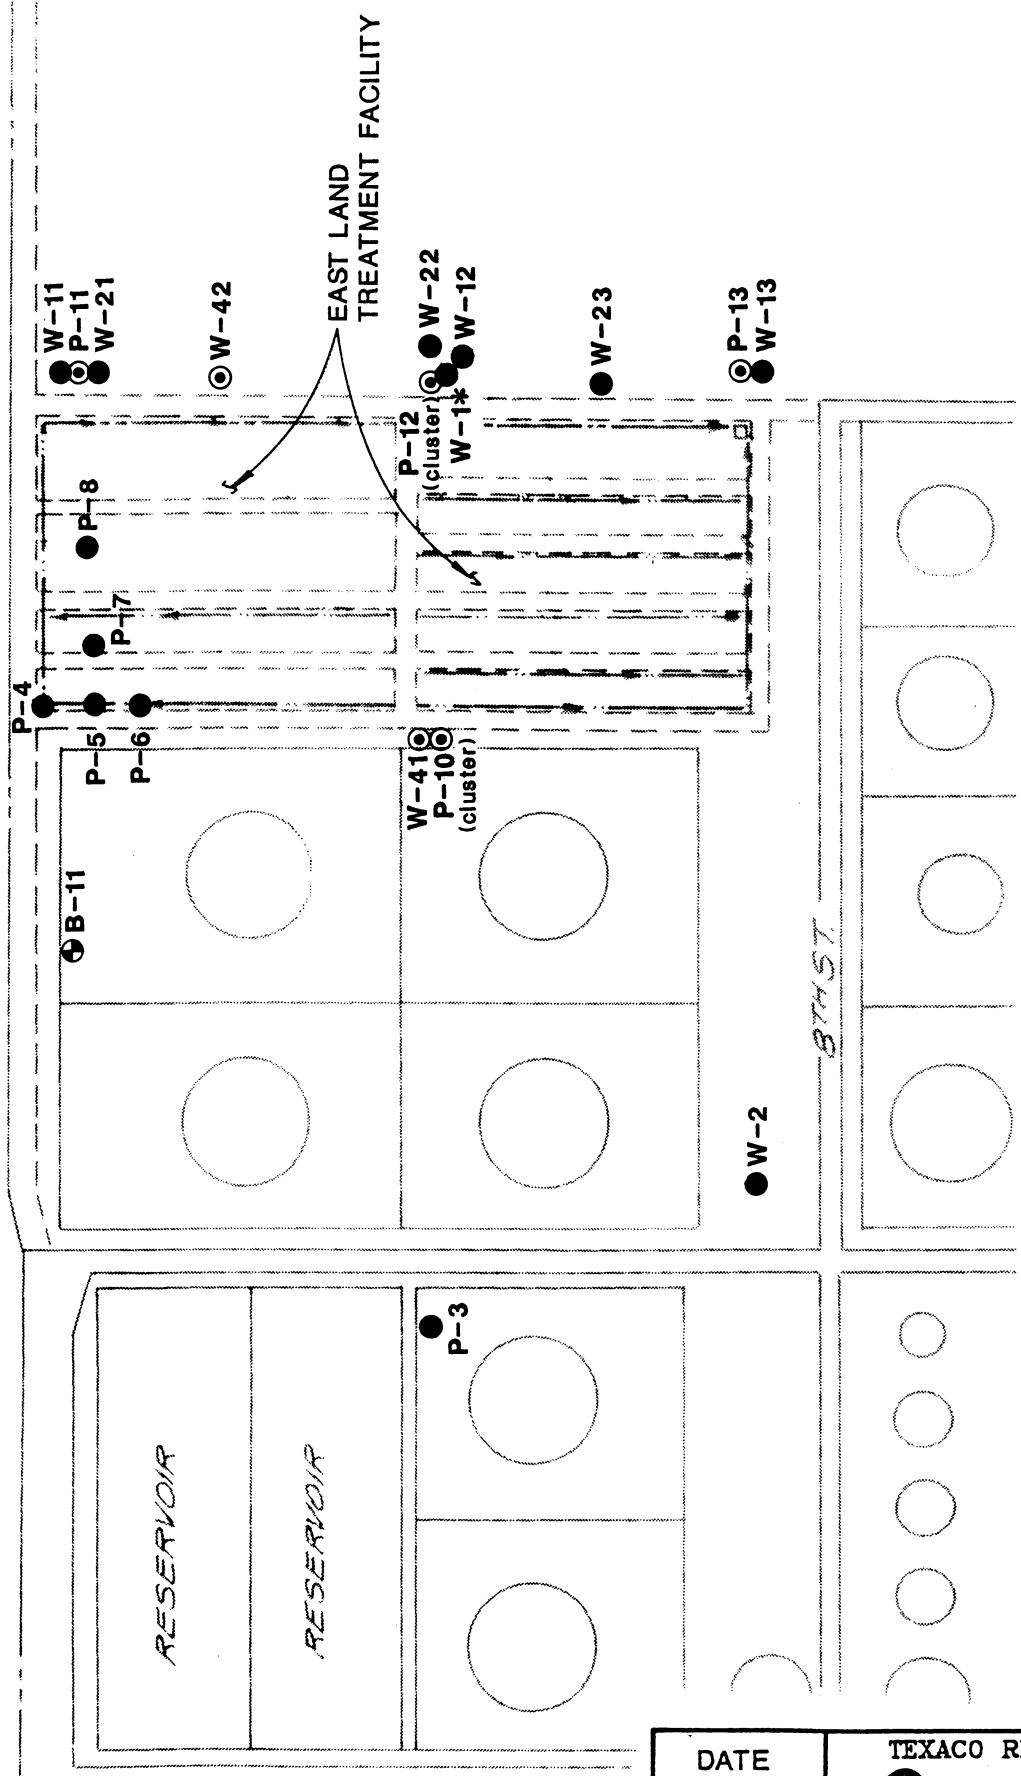 EAST LAND
TREATMENT FACILITY
W-11
P-11
W-21
W-42
W-22
W-12
P-12
(cluster)
W-1*
W-23
P-13
W-13
P-8
P-7
P-4
P-5
P-6
W-41
P-10
(cluster)
B-11
8TH ST.
W-2
P-3
RESERVOIR
RESERVOIR
DATE
TEXACO